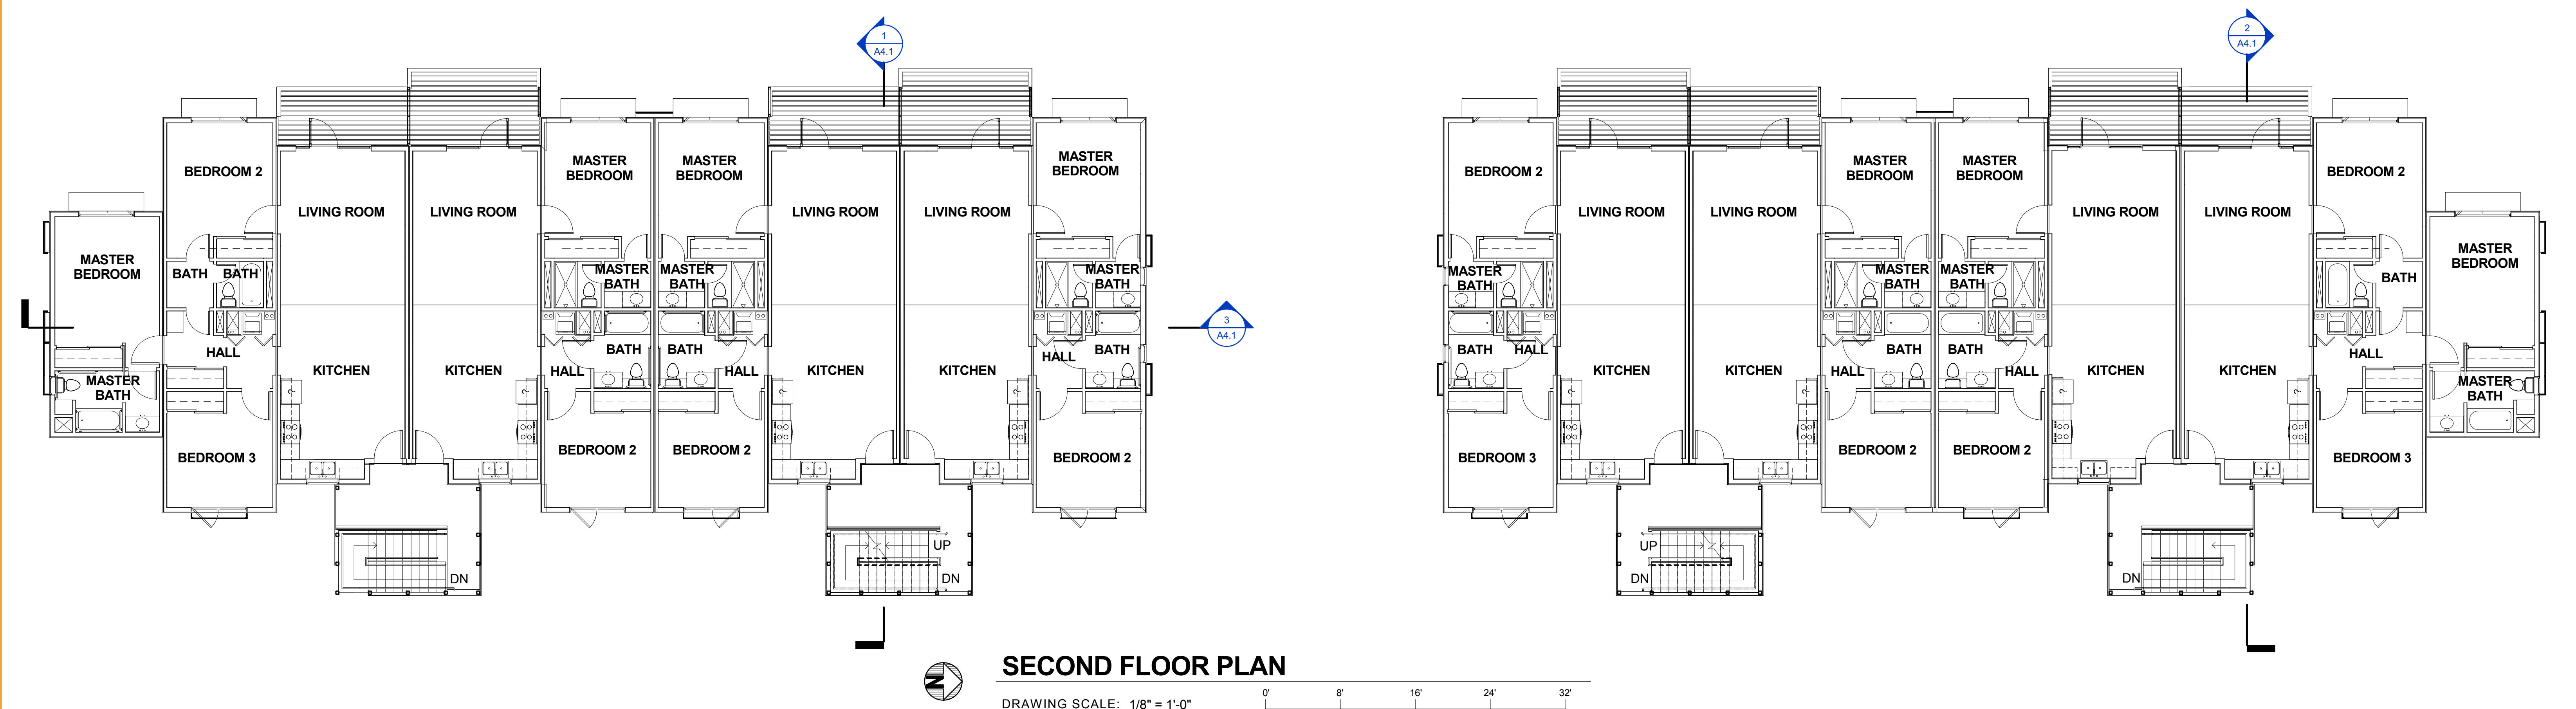 1
A4.1
2
A4.1
BEDROOM 2
LIVING ROOM
LIVING ROOM
MASTER
BEDROOM
MASTER
BEDROOM
LIVING ROOM
LIVING ROOM
MASTER
BEDROOM
MASTER
BEDROOM
BATH
BATH
MASTER
BATH
MASTER
BATH
MASTER
BATH
HALL
MASTER
BATH
KITCHEN
KITCHEN
HALL
BATH
BATH
HALL
KITCHEN
KITCHEN
HALL
BATH
BEDROOM 3
BEDROOM 2
BEDROOM 2
BEDROOM 2
DN
UP
DN
3
A4.1
BEDROOM 2
LIVING ROOM
LIVING ROOM
MASTER
BEDROOM
MASTER
BEDROOM
LIVING ROOM
LIVING ROOM
BEDROOM 2
MASTER
BEDROOM
MASTER
BATH
MASTER
BATH
MASTER
BATH
BATH
BATH
HALL
KITCHEN
KITCHEN
HALL
BATH
BATH
HALL
KITCHEN
KITCHEN
HALL
MASTER
BATH
BEDROOM 3
BEDROOM 2
BEDROOM 2
BEDROOM 3
UP
DN
DN
N
SECOND FLOOR PLAN
DRAWING SCALE: 1/8" = 1'-0"
0' 8' 16' 24' 32'